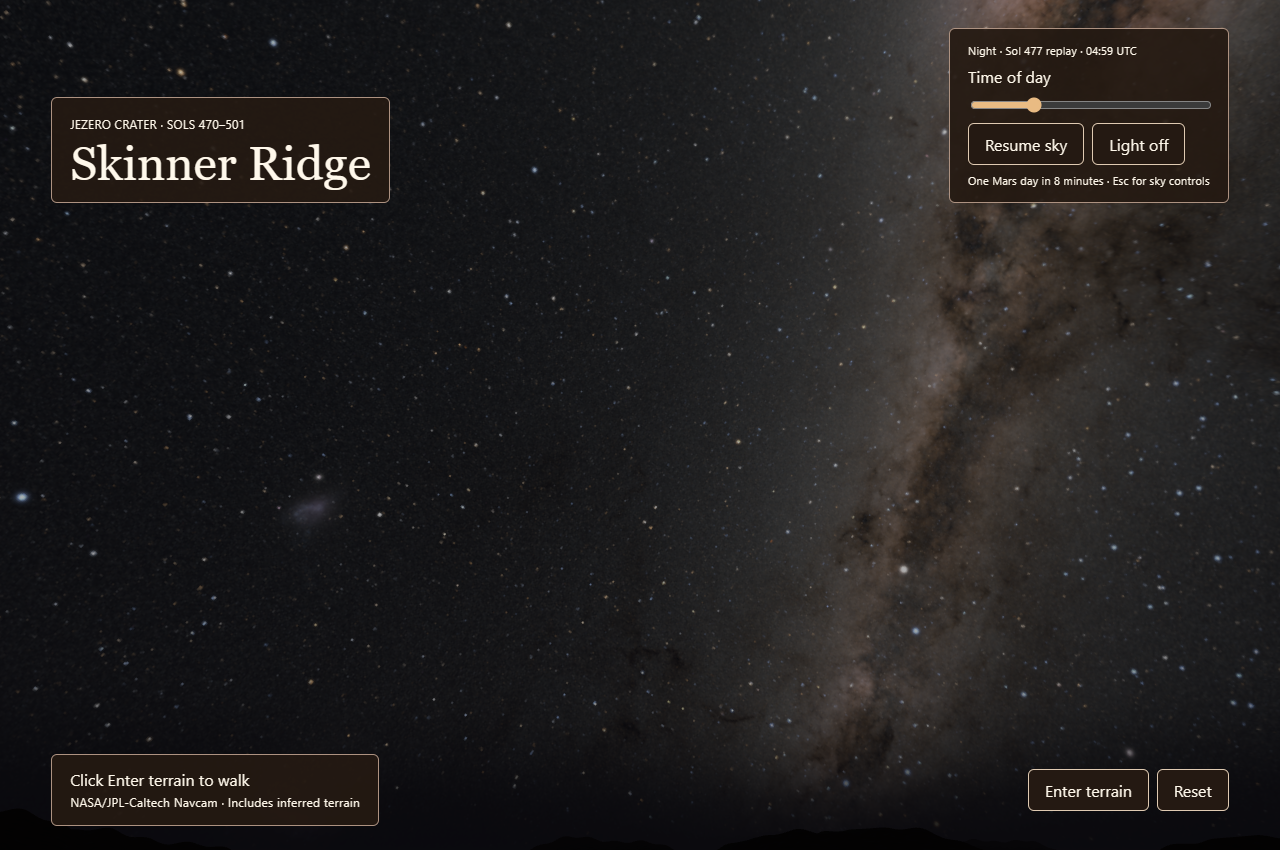 JEZERO CRATER · SOLS 470–501
Skinner Ridge
Night · Sol 477 replay · 04:59 UTC
Time of day
Resume sky
Light off
One Mars day in 8 minutes · Esc for sky controls
Click Enter terrain to walk
NASA/JPL-Caltech Navcam · Includes inferred terrain
Enter terrain
Reset